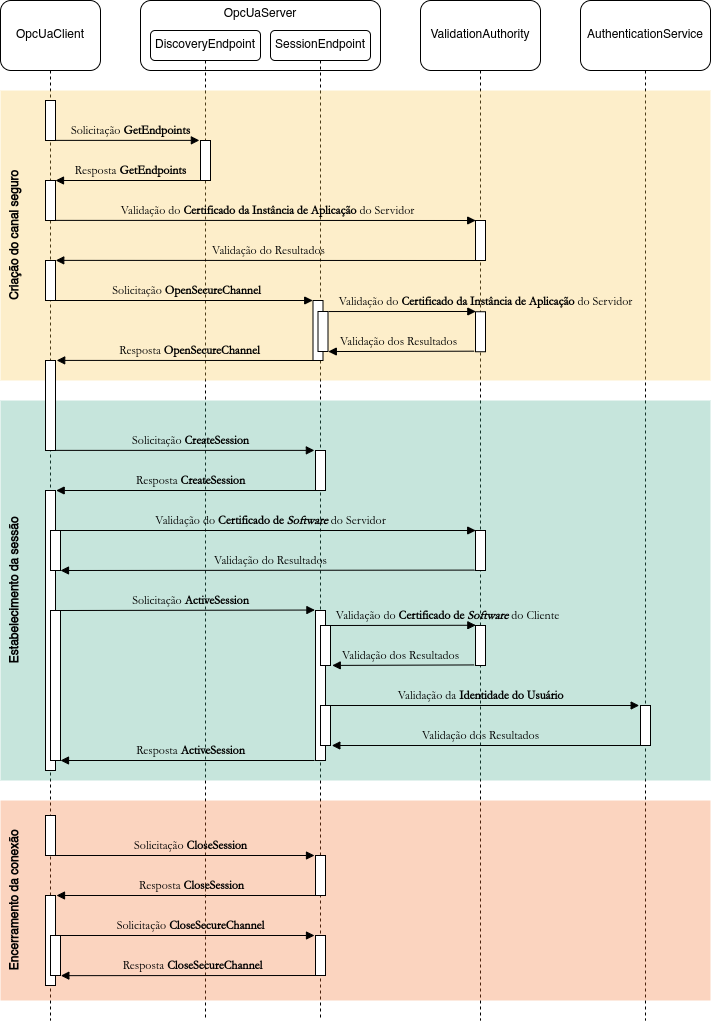 OpcUaClient
OpcUaServer
DiscoveryEndpoint
SessionEndpoint
ValidationAuthority
AuthenticationService
Criação do canal seguro
Solicitação GetEndpoints
Resposta GetEndpoints
Validação do Certificado da Instância de Aplicação do Servidor
Validação do Resultados
Solicitação OpenSecureChannel
Validação do Certificado da Instância de Aplicação do Servidor
Validação dos Resultados
Resposta OpenSecureChannel
Estabelecimento da sessão
Solicitação CreateSession
Resposta CreateSession
Validação do Certificado de Software do Servidor
Validação do Resultados
Solicitação ActiveSession
Validação do Certificado de Software do Cliente
Validação dos Resultados
Validação da Identidade do Usuário
Validação dos Resultados
Resposta ActiveSession
Encerramento da conexão
Solicitação CloseSession
Resposta CloseSession
Solicitação CloseSecureChannel
Resposta CloseSecureChannel